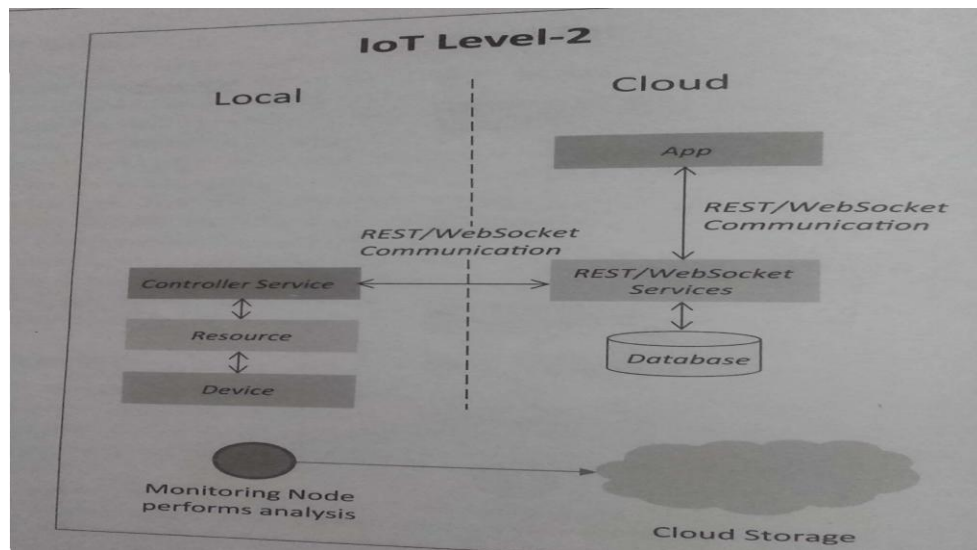 IoT Level-2
Local
Cloud
App
REST/WebSocket
Communication
REST/WebSocket
Communication
Controller Service
REST/WebSocket
Services
Resource
Database
Device
Monitoring Node
performs analysis
Cloud Storage